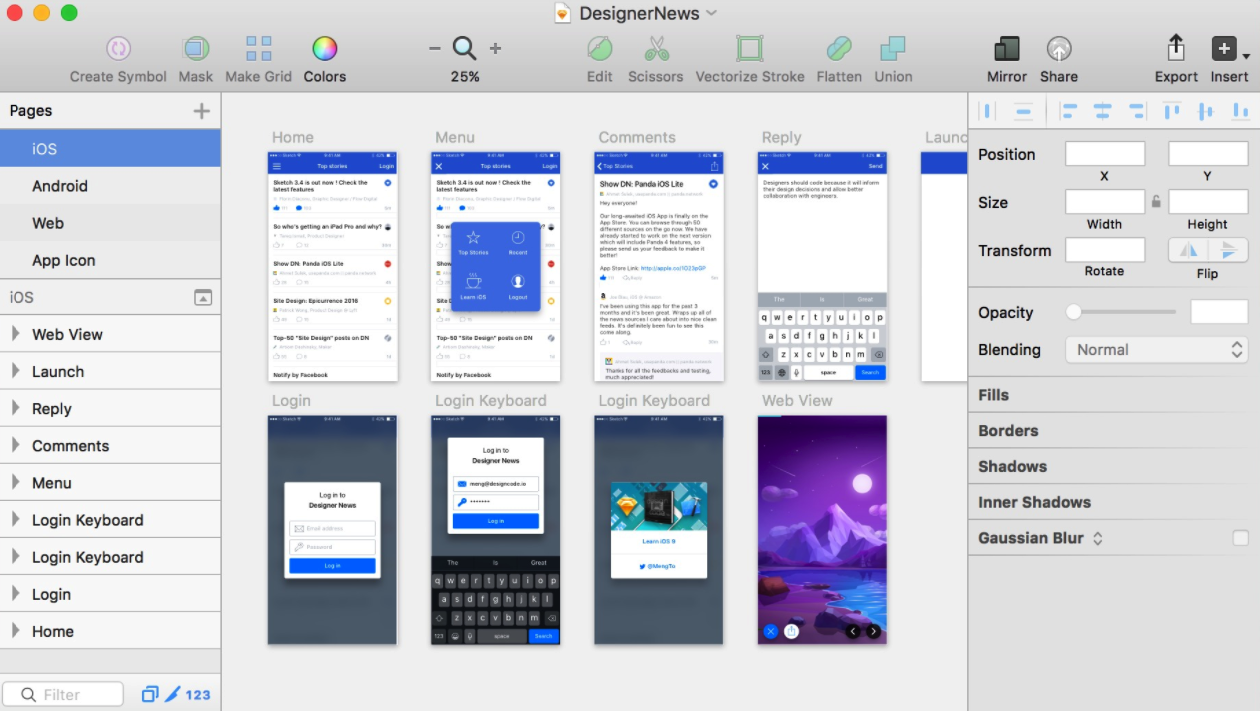 DesignerNews
Create Symbol Mask Make Grid Colors 25% Edit Scissors Vectorize Stroke Flatten Union Mirror Share Export Insert
Pages
iOS
Android
Web
App Icon
iOS
Web View
Launch
Reply
Comments
Menu
Login Keyboard
Login Keyboard
Login
Home
Filter
123
Home
Top stories Login
Sketch 3.4 is out now ! Check the
latest features
So who's getting an iPad Pro and why?
Show DN: Panda iOS Lite
Site Design: Epicurrence 2016
Top-50 "Site Design" posts on DN
Notify by Facebook
Menu
Top stories Login
Sketch 3.4 is out now ! Check the
latest features
So w
Top Stories Recent
Learn iOS Logout
Show
Site D
Top-50 "Site Design" posts on DN
Notify by Facebook
Comments
Top Stories
Show DN: Panda iOS Lite
Hey everyone!
Our long-awaited iOS App is finally on the
App Store. You can browse through 50
different sources on the go now. We have
already started to work on the next version
which will include Panda 4 features, so
please send us your feedback to make it
better!
App Store Link: http://apple.co/1O23pGP
I've been using this app for the past 3
months and it's been great. Wraps up all of
the news sources I care about into nice clean
feeds. It's definitely been fun to see this
come along.
Thanks for all the feedbacks and testing,
much appreciated!
Reply
Send
Designers should code because it will inform
their design decisions and allow better
collaboration with engineers.
The Is Great
q w e r t y u i o p
a s d f g h j k l
z x c v b n m
123 space Search
Launc
Login
Log in to
Designer News
Email address
Password
Log in
Login Keyboard
Log in to
Designer News
meng@designcode.io
Log in
The Is Great
q w e r t y u i o p
a s d f g h j k l
z x c v b n m
123 space Search
Login Keyboard
Learn iOS 9
@MengTo
Web View
Position
X Y
Size
Width Height
Transform
Rotate Flip
Opacity
Blending Normal
Fills
Borders
Shadows
Inner Shadows
Gaussian Blur